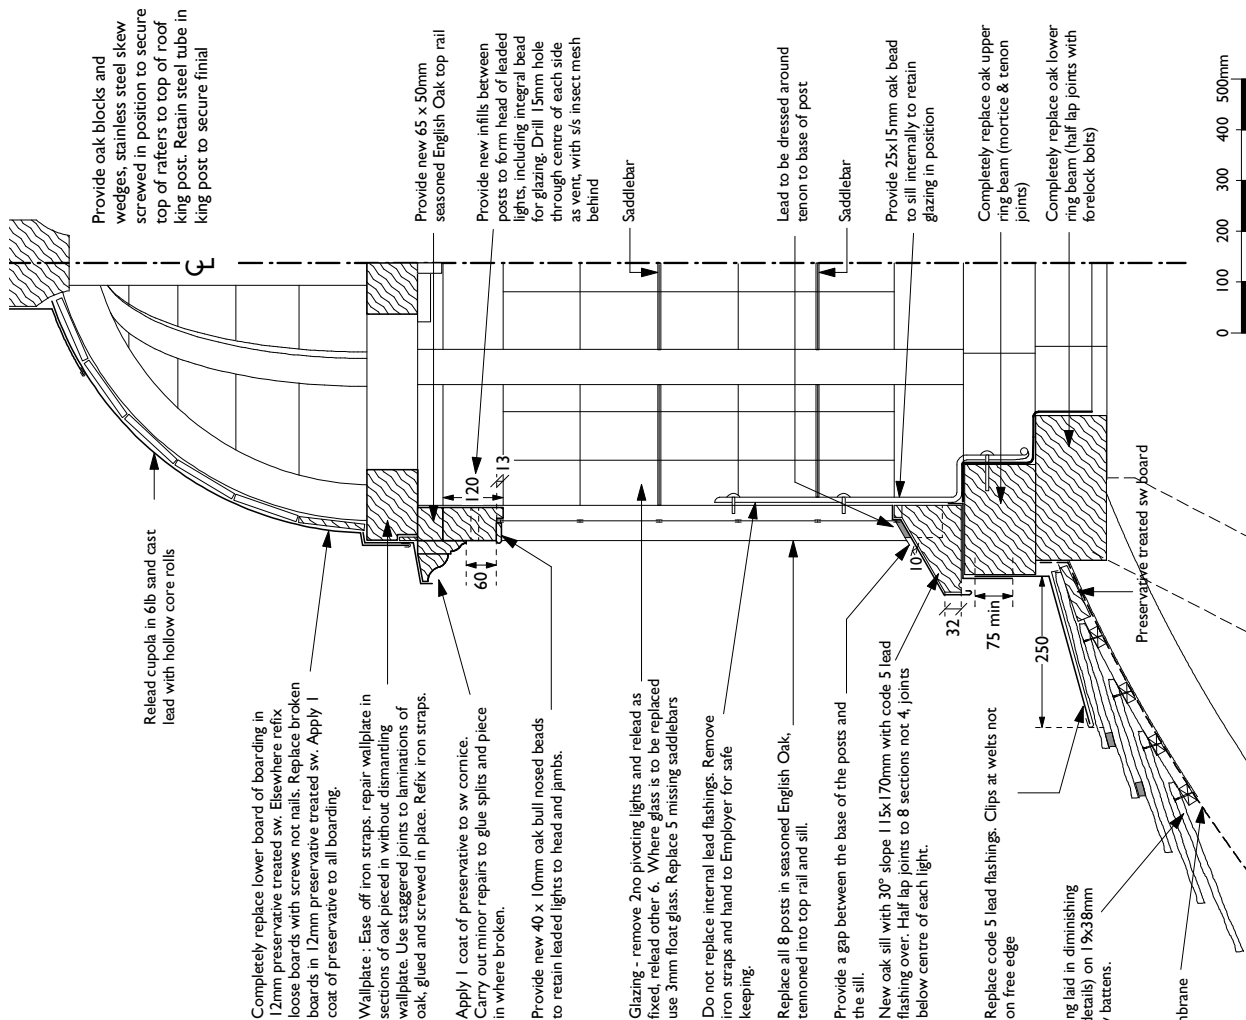 Provide oak blocks and
wedges, stainless steel skew
screwed in position to secure
top of rafters to top of roof
king post. Retain steel tube in
king post to secure finial
Provide new 65 x 50mm
seasoned English Oak top rail
Provide new infills between
posts to form head of leaded
lights, including integral bead
for glazing. Drill 15mm hole
through centre of each side
as vent, with s/s insect mesh
behind
Saddlebar
Lead to be dressed around
tenon to base of post
Saddlebar
Provide 25x15mm oak bead
to sill internally to retain
glazing in position
Completely replace oak upper
ring beam (mortice & tenon
joints)
Completely replace oak lower
ring beam (half lap joints with
forelock bolts)
0 100 200 300 400 500mm
CL
120
13
60
10
32
75 min
250
Preservative treated sw board
Relead cupola in 6lb sand cast
lead with hollow core rolls
Completely replace lower board of boarding in
12mm preservative treated sw. Elsewhere refix
loose boards with screws not nails. Replace broken
boards in 12mm preservative treated sw. Apply 1
coat of preservative to all boarding.
Wallplate : Ease off iron straps. repair wallplate in
sections of oak pieced in without dismantling
wallplate. Use staggered joints to laminations of
oak, glued and screwed in place. Refix iron straps.
Apply 1 coat of preservative to sw cornice.
Carry out minor repairs to glue splits and piece
in where broken.
Provide new 40 x 10mm oak bull nosed beads
to retain leaded lights to head and jambs.
Glazing - remove 2no pivoting lights and relead as
fixed, relead other 6. Where glass is to be replaced
use 3mm float glass. Replace 5 missing saddlebars
Do not replace internal lead flashings. Remove
iron straps and hand to Employer for safe
keeping.
Replace all 8 posts in seasoned English Oak,
tennoned into top rail and sill.
Provide a gap between the base of the posts and
the sill.
New oak sill with 30° slope 115x170mm with code 5 lead
flashing over. Half lap joints to 8 sections not 4, joints
below centre of each light.
Replace code 5 lead flashings. Clips at welts not
on free edge
ng laid in diminishing
details) on 19x38mm
battens.
mbrane